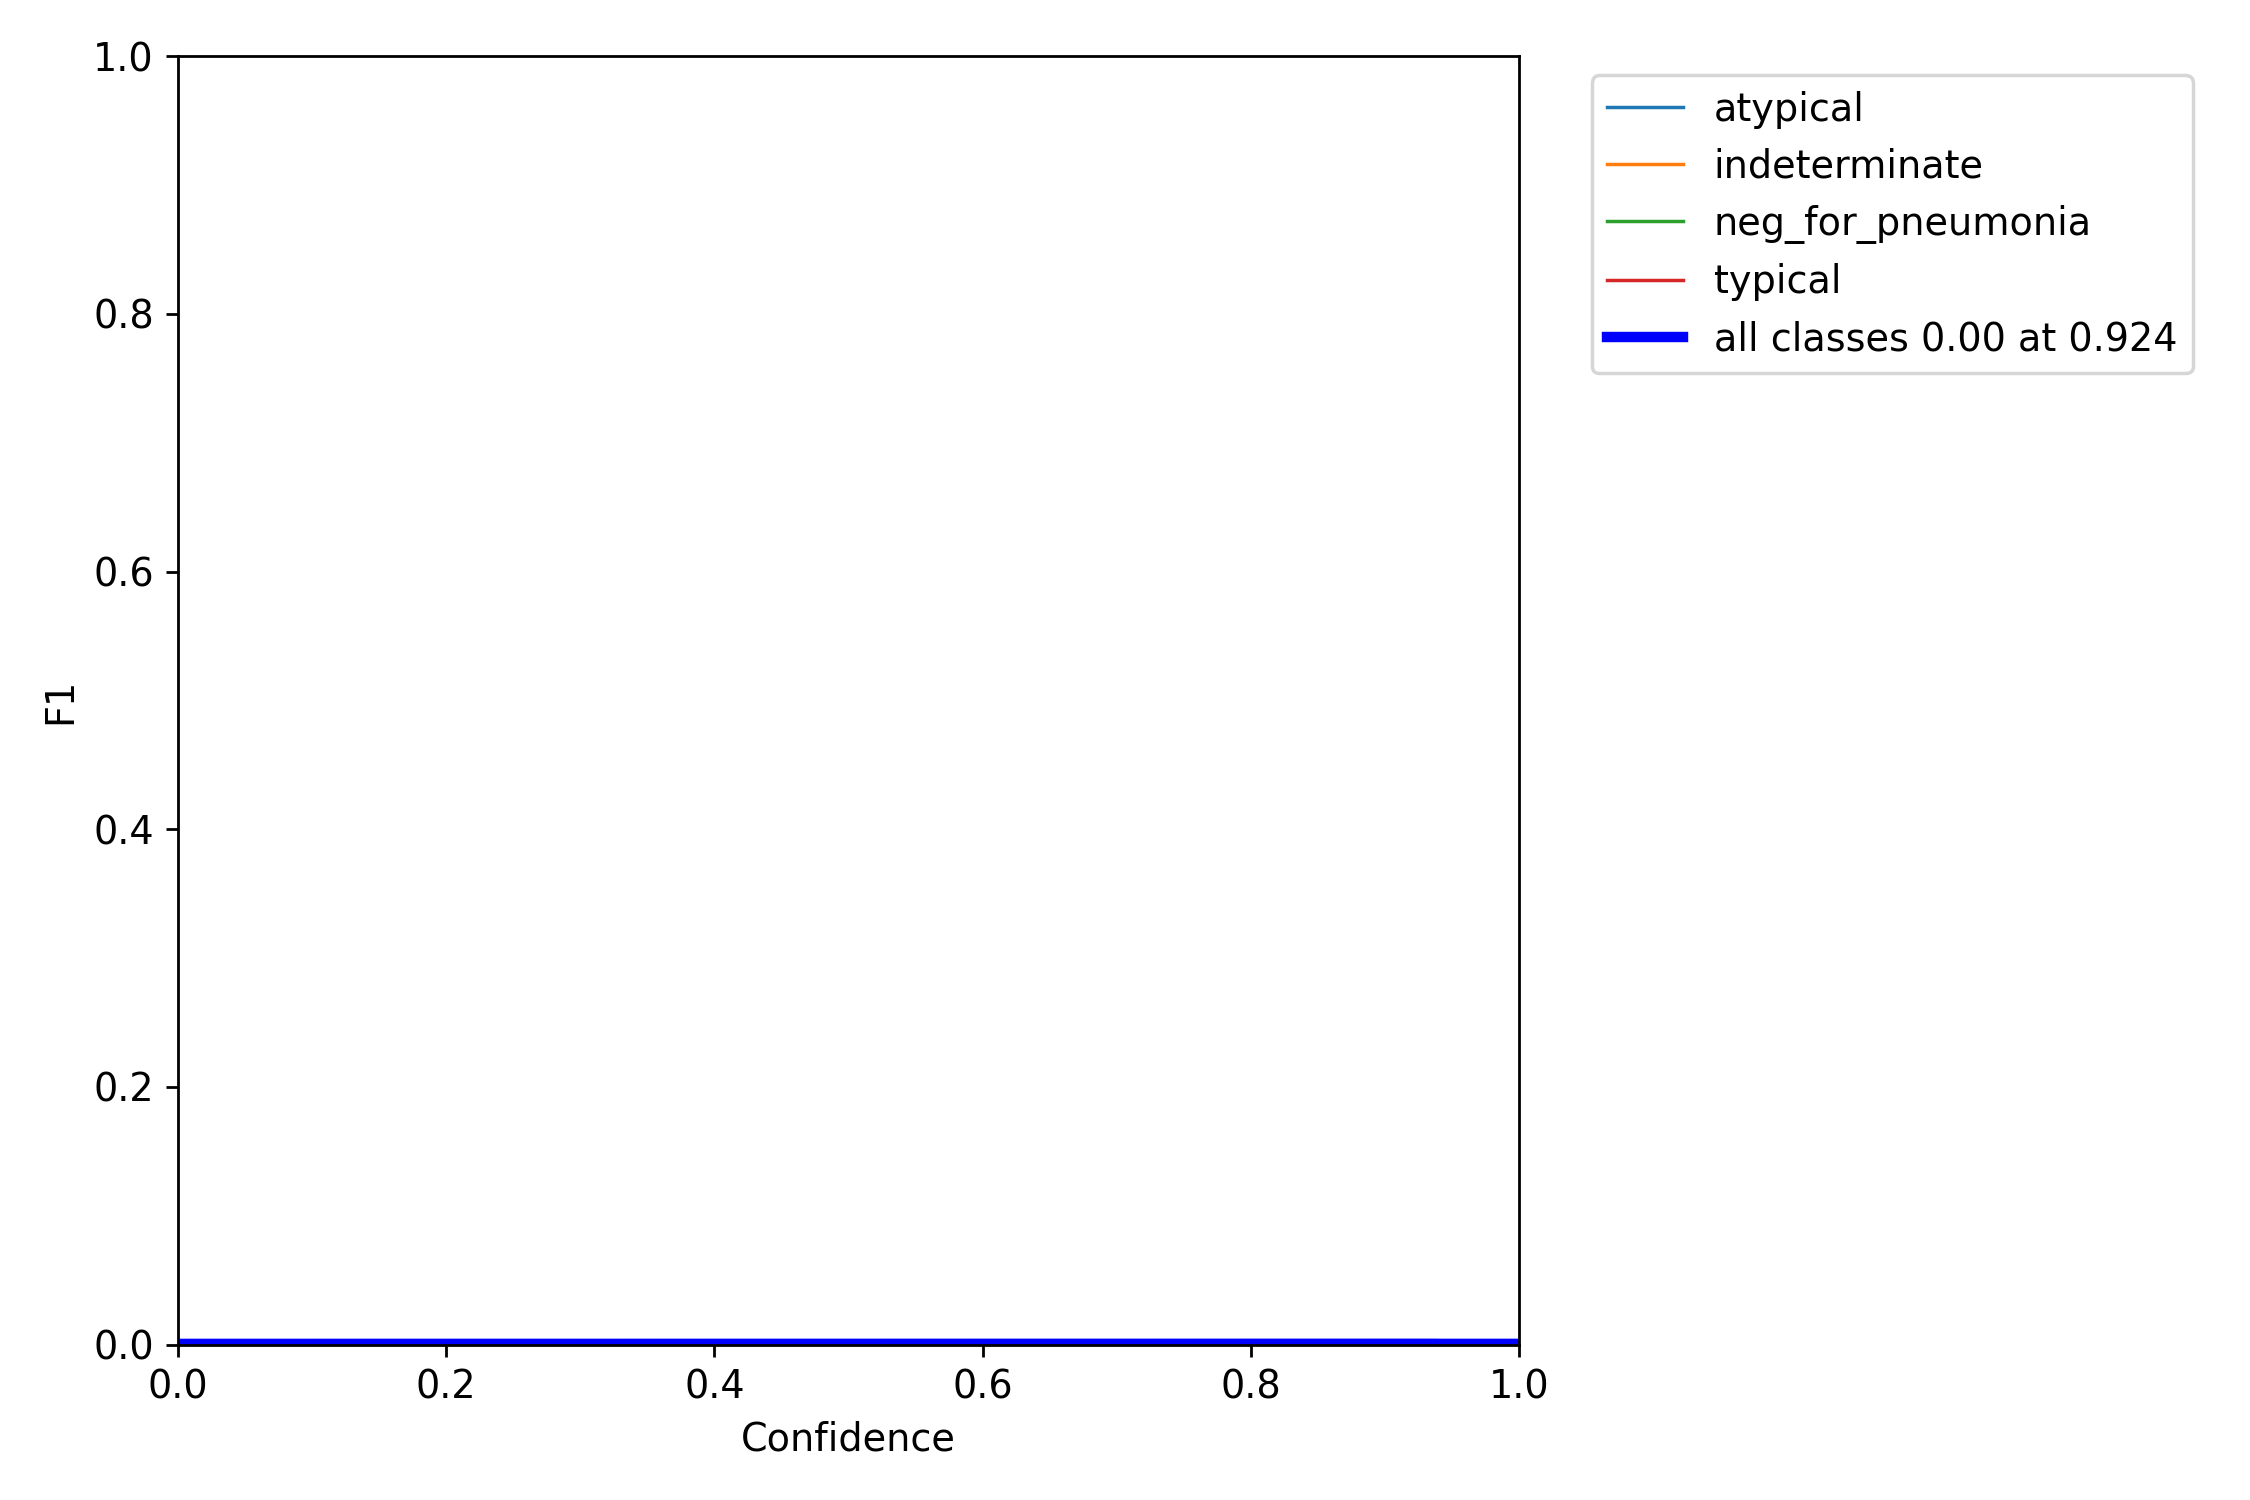 1.0
0.8
0.6
0.4
0.2
0.0
F1
0.0 0.2 0.4 0.6 0.8 1.0
Confidence
atypical
indeterminate
neg_for_pneumonia
typical
all classes 0.00 at 0.924